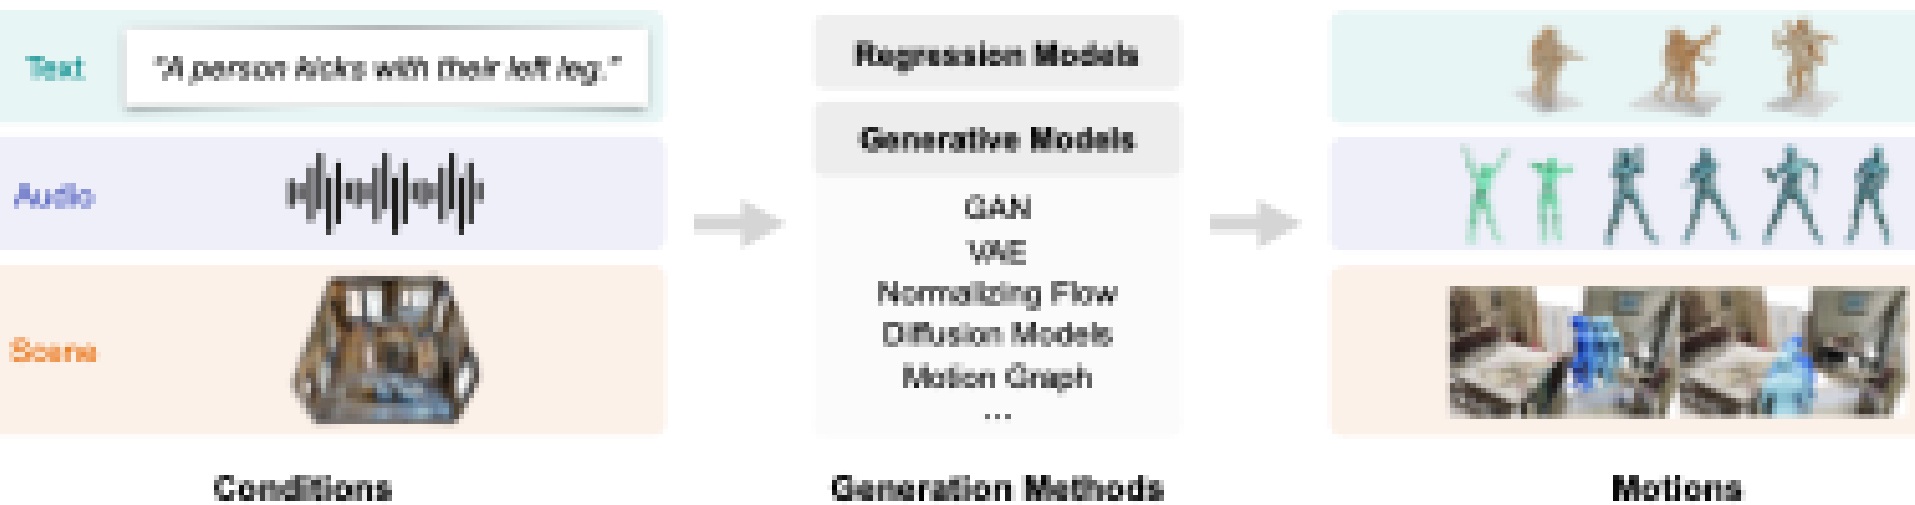 Text
"A person kicks with their left leg."
Audio
Scene
Conditions
Regression Models
Generative Models
GAN
VAE
Normalizing Flow
Diffusion Models
Motion Graph
...
Generation Methods
Motions